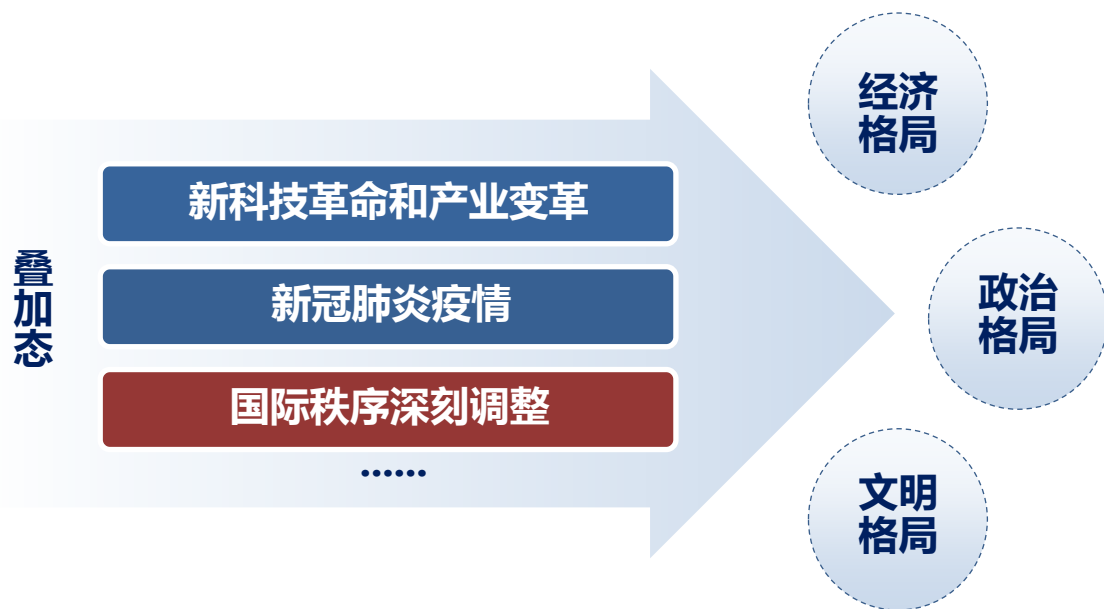 叠加态
新科技革命和产业变革
新冠肺炎疫情
国际秩序深刻调整
……
经济
格局
政治
格局
文明
格局